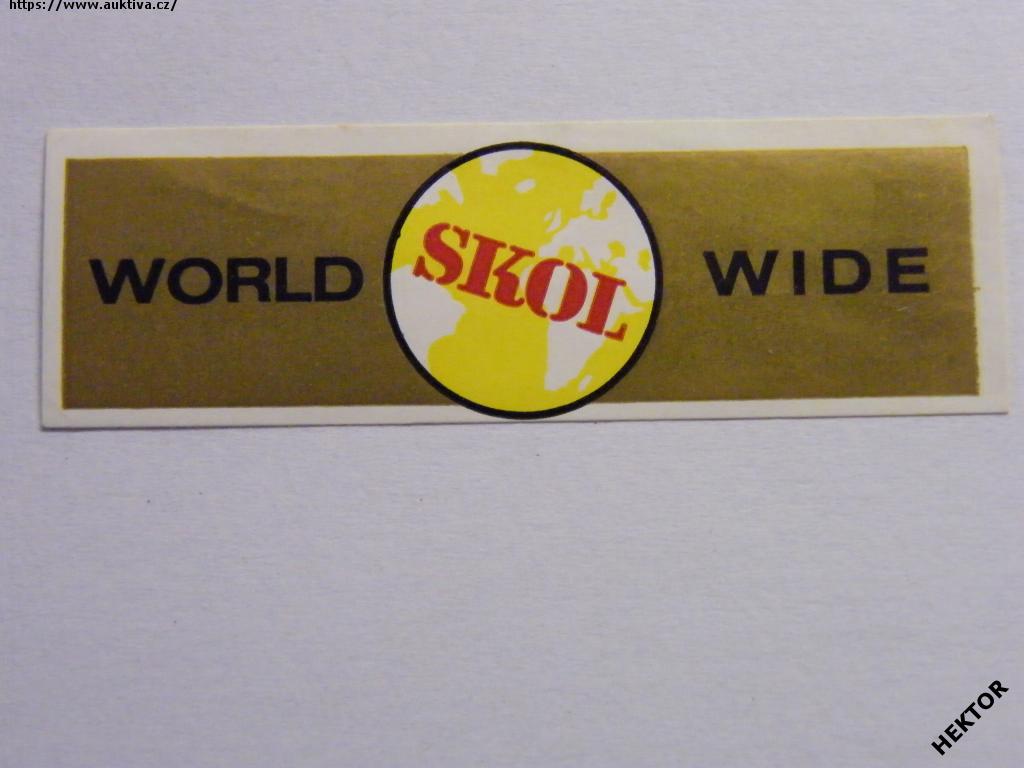 https://www.auktiva.cz/
WORLD SKOL WIDE
HEKTOR